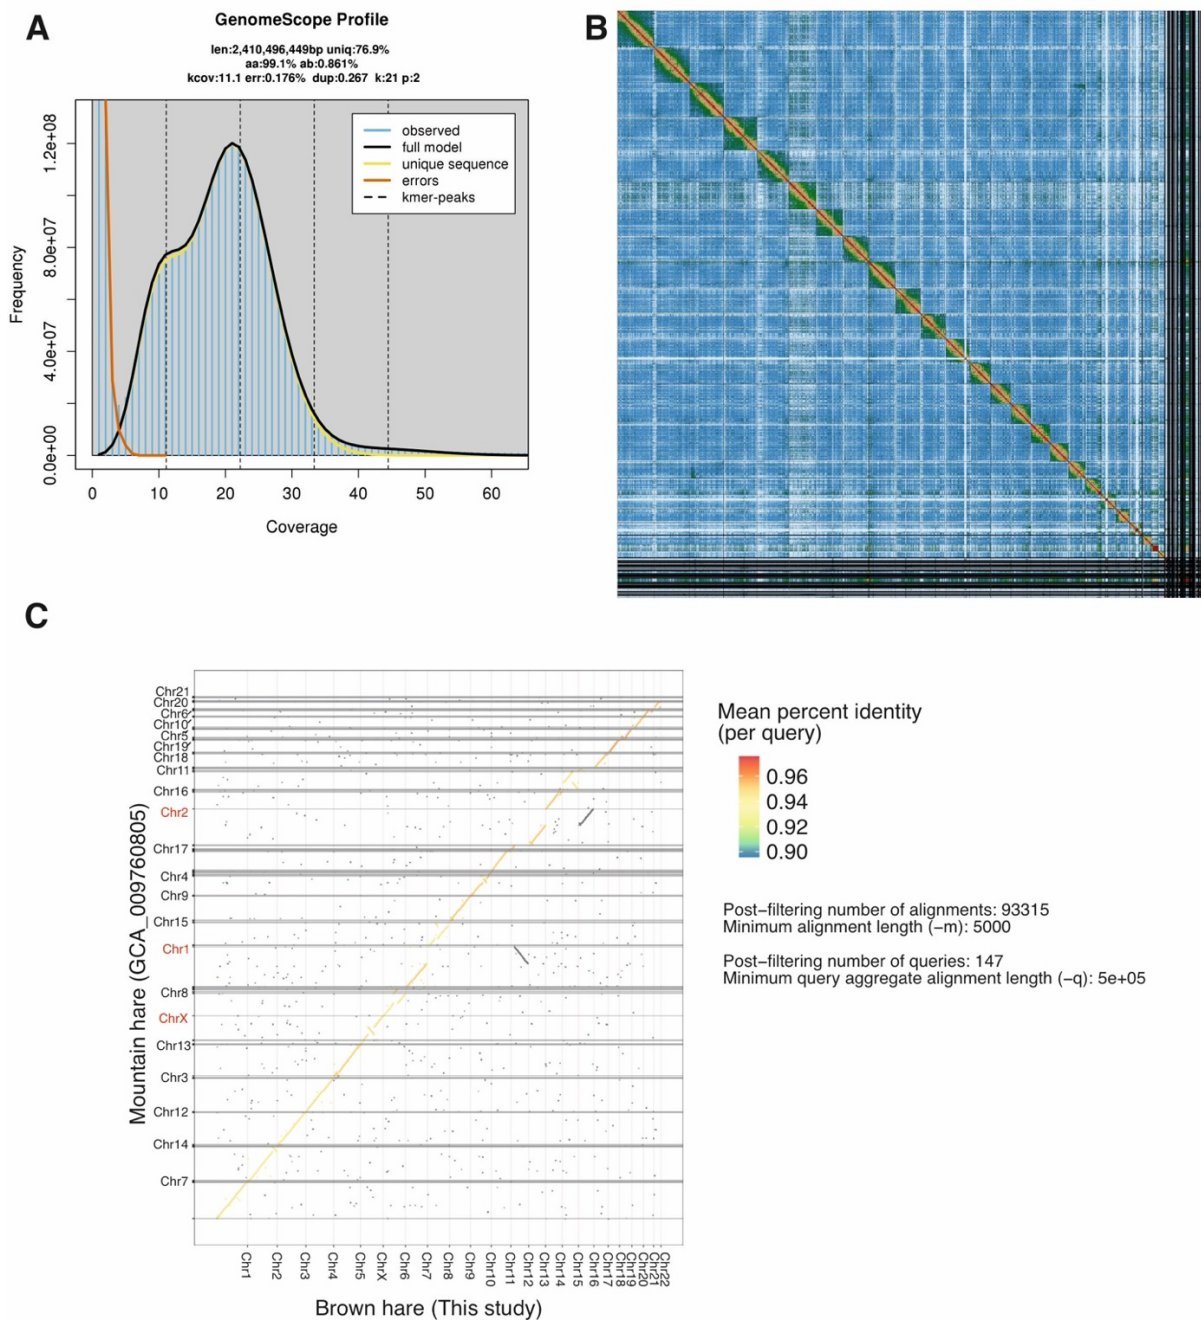 A
GenomeScope Profile
len:2,410,496,449bp uniq:76.9%
aa:99.1% ab:0.861%
kcov:11.1 err:0.176% dup:0.267 k:21 p:2
observed
full model
unique sequence
errors
kmer-peaks
Frequency
1.2e+08
8.0e+07
4.0e+07
0.0e+00
0 10 20 30 40 50 60
Coverage
B
C
Mountain hare (GCA_009760805)
Chr21
Chr20
Chr6
Chr10
Chr5
Chr19
Chr18
Chr11
Chr16
Chr2
Chr17
Chr4
Chr9
Chr15
Chr1
Chr8
ChrX
Chr13
Chr3
Chr12
Chr14
Chr7
Chr1 Chr2 Chr3 Chr4 Chr5 ChrX Chr6 Chr7 Chr8 Chr9 Chr10 Chr11 Chr12 Chr13 Chr14 Chr15 Chr16 Chr17 Chr18 Chr19 Chr20 Chr21 Chr22
Brown hare (This study)
Mean percent identity
(per query)
0.96
0.94
0.92
0.90
Post−filtering number of alignments: 93315
Minimum alignment length (−m): 5000
Post−filtering number of queries: 147
Minimum query aggregate alignment length (−q): 5e+05